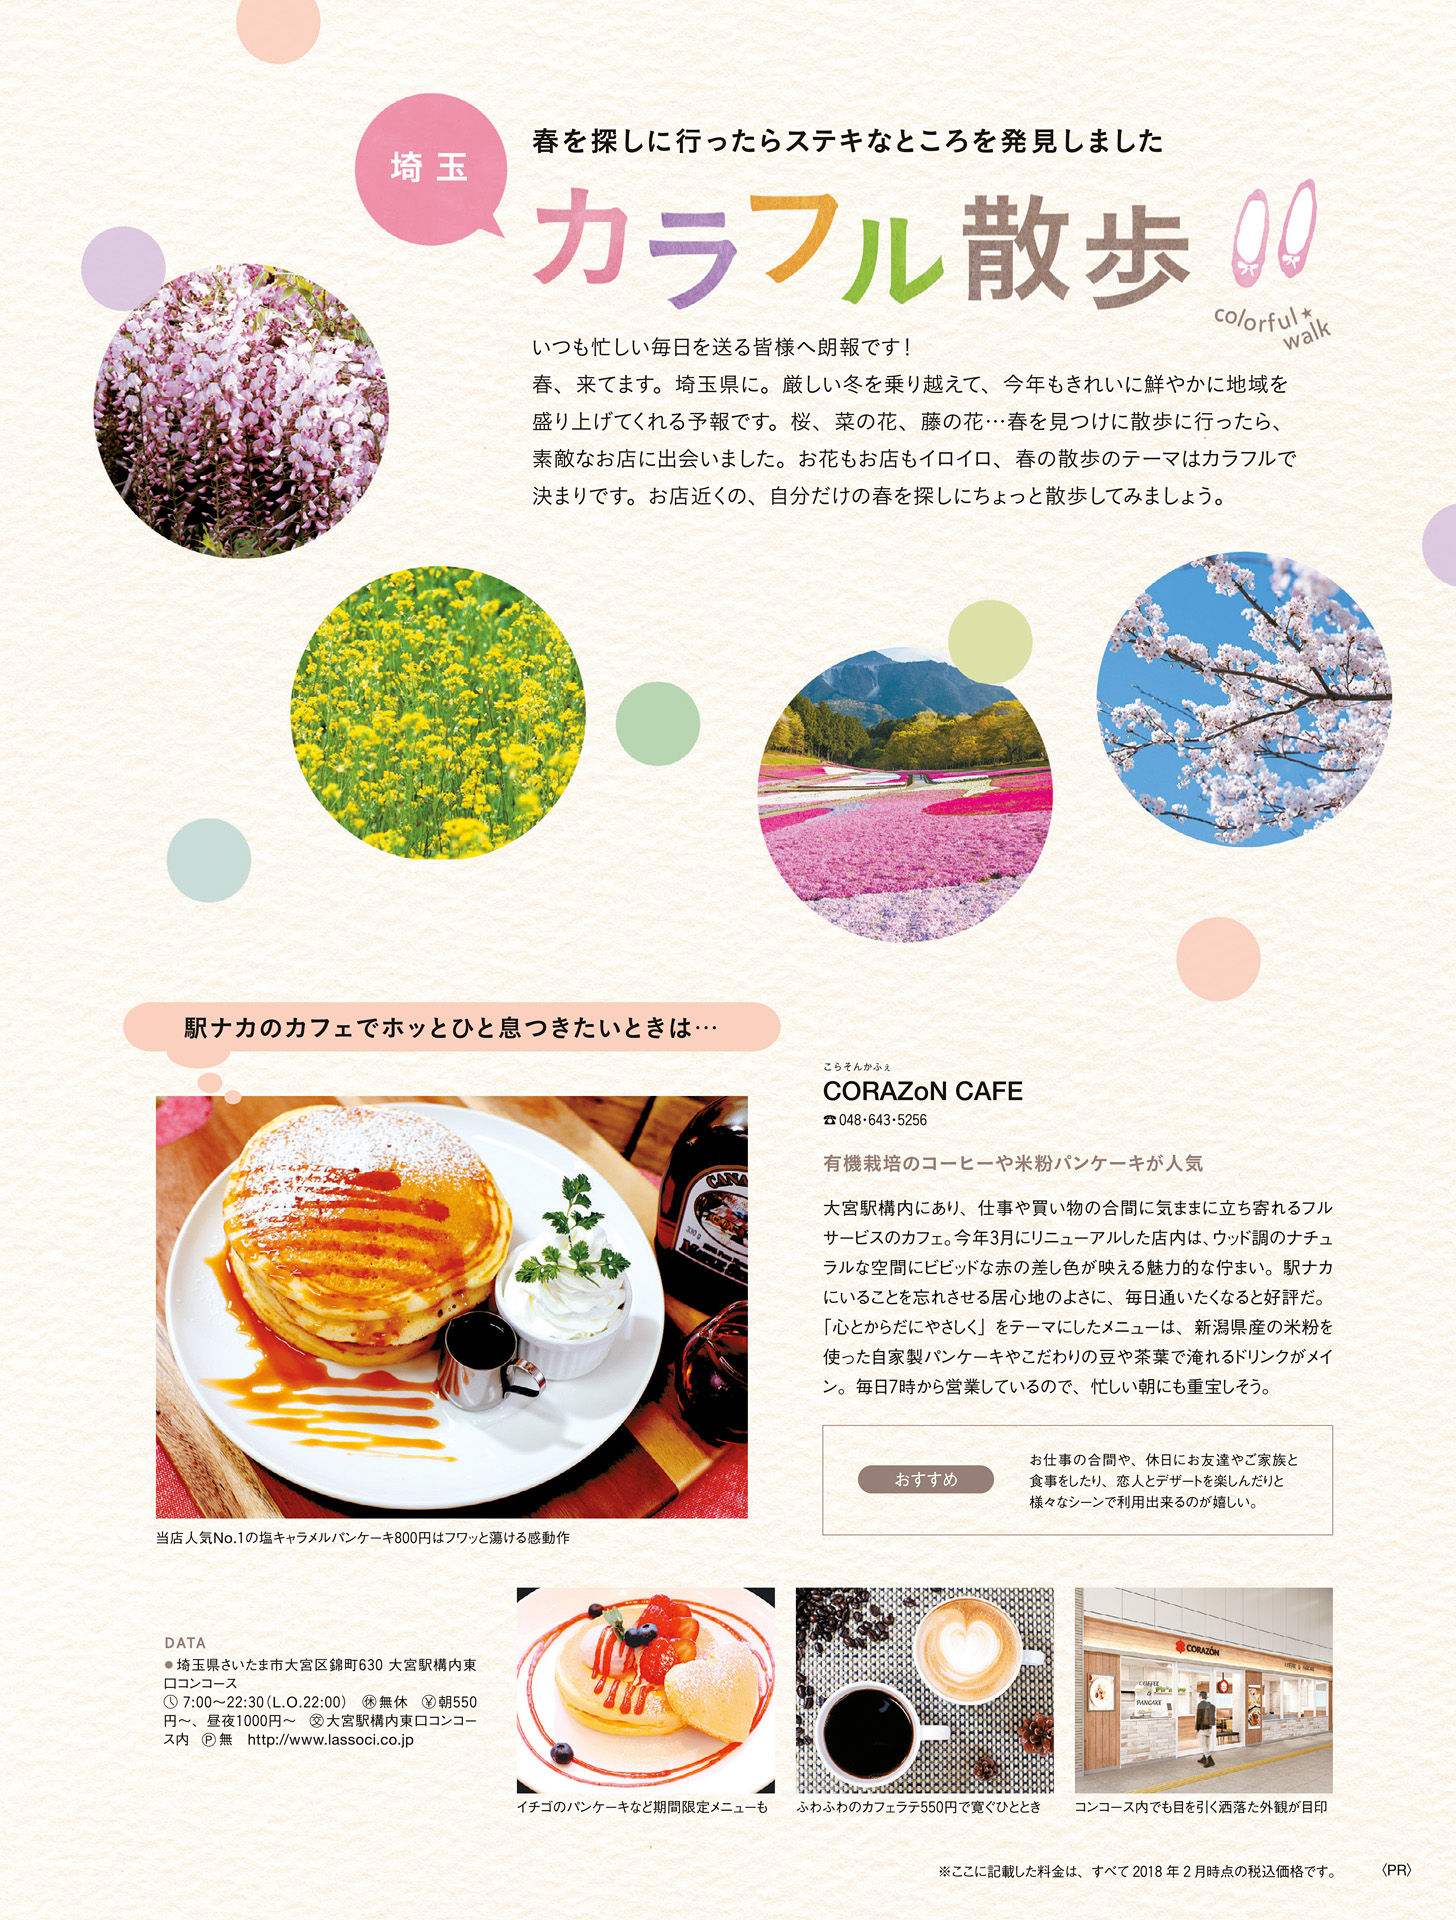 埼玉
春を探しに行ったらステキなところを発見しました
カラフル散歩
colorful★
walk
いつも忙しい毎日を送る皆様へ朗報です！
春、来てます。埼玉県に。厳しい冬を乗り越えて、今年もきれいに鮮やかに地域を
盛り上げてくれる予報です。桜、菜の花、藤の花…春を見つけに散歩に行ったら、
素敵なお店に出会いました。お花もお店もイロイロ、春の散歩のテーマはカラフルで
決まりです。お店近くの、自分だけの春を探しにちょっと散歩してみましょう。
駅ナカのカフェでホッとひと息つきたいときは…
こらそんかふぇ
CORAZoN CAFE
☎048・643・5256
有機栽培のコーヒーや米粉パンケーキが人気
大宮駅構内にあり、仕事や買い物の合間に気ままに立ち寄れるフル
サービスのカフェ。今年3月にリニューアルした店内は、ウッド調のナチュ
ラルな空間にビビッドな赤の差し色が映える魅力的な佇まい。駅ナカ
にいることを忘れさせる居心地のよさに、毎日通いたくなると好評だ。
「心とからだにやさしく」をテーマにしたメニューは、新潟県産の米粉を
使った自家製パンケーキやこだわりの豆や茶葉で淹れるドリンクがメイ
ン。毎日7時から営業しているので、忙しい朝にも重宝しそう。
おすすめ
お仕事の合間や、休日にお友達やご家族と
食事をしたり、恋人とデザートを楽しんだりと
様々なシーンで利用出来るのが嬉しい。
当店人気No.1の塩キャラメルパンケーキ800円はフワッと蕩ける感動作
DATA
●埼玉県さいたま市大宮区錦町630 大宮駅構内東
口コンコース
7:00〜22:30（L.O.22:00） ㊡無休 ¥朝550
円〜、昼夜1000円〜 交大宮駅構内東口コンコー
ス内 Ⓟ無 http://www.lassoci.co.jp
CORAZÓN
COFFEE
&
PANCAKE
イチゴのパンケーキなど期間限定メニューも
ふわふわのカフェラテ550円で寛ぐひととき
コンコース内でも目を引く洒落た外観が目印
※ここに記載した料金は、すべて2018年2月時点の税込価格です。
〈PR〉